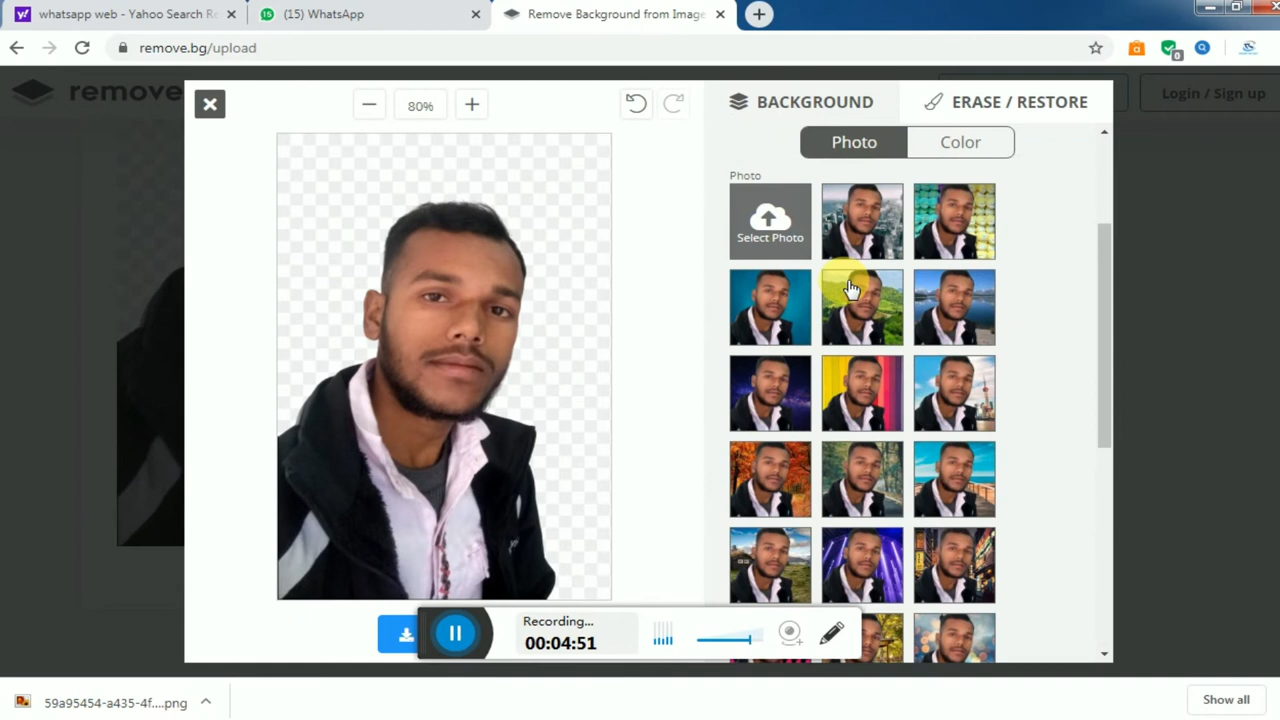 whatsapp web - Yahoo Search Re
(15) WhatsApp
Remove Background from Image
remove.bg/upload
remove
Login / Sign up
80%
BACKGROUND
ERASE / RESTORE
Photo
Color
Photo
Select Photo
Recording...
00:04:51
59a95454-a435-4f....png
Show all